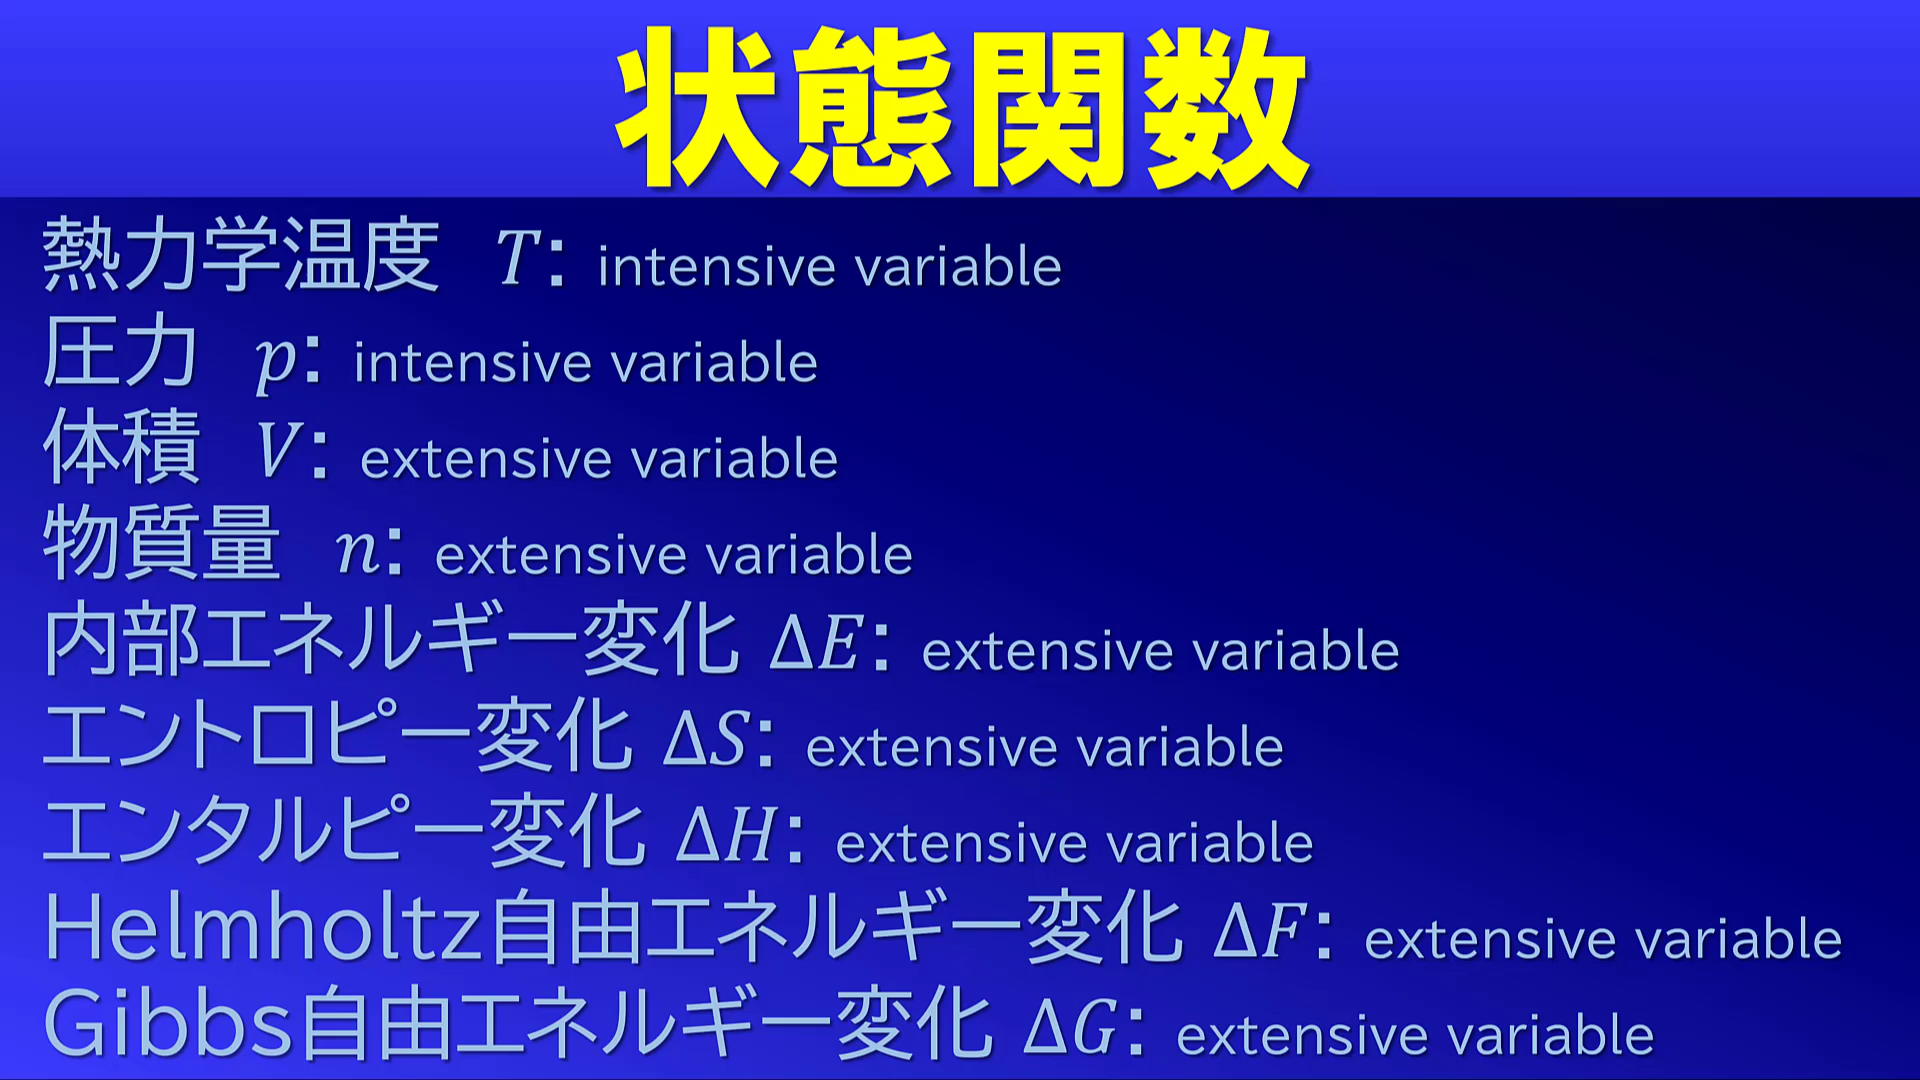 状態関数
熱力学温度 T: intensive variable
圧力 p: intensive variable
体積 V: extensive variable
物質量 n: extensive variable
内部エネルギー変化 ΔE: extensive variable
エントロピー変化 ΔS: extensive variable
エンタルピー変化 ΔH: extensive variable
Helmholtz自由エネルギー変化 ΔF: extensive variable
Gibbs自由エネルギー変化 ΔG: extensive variable